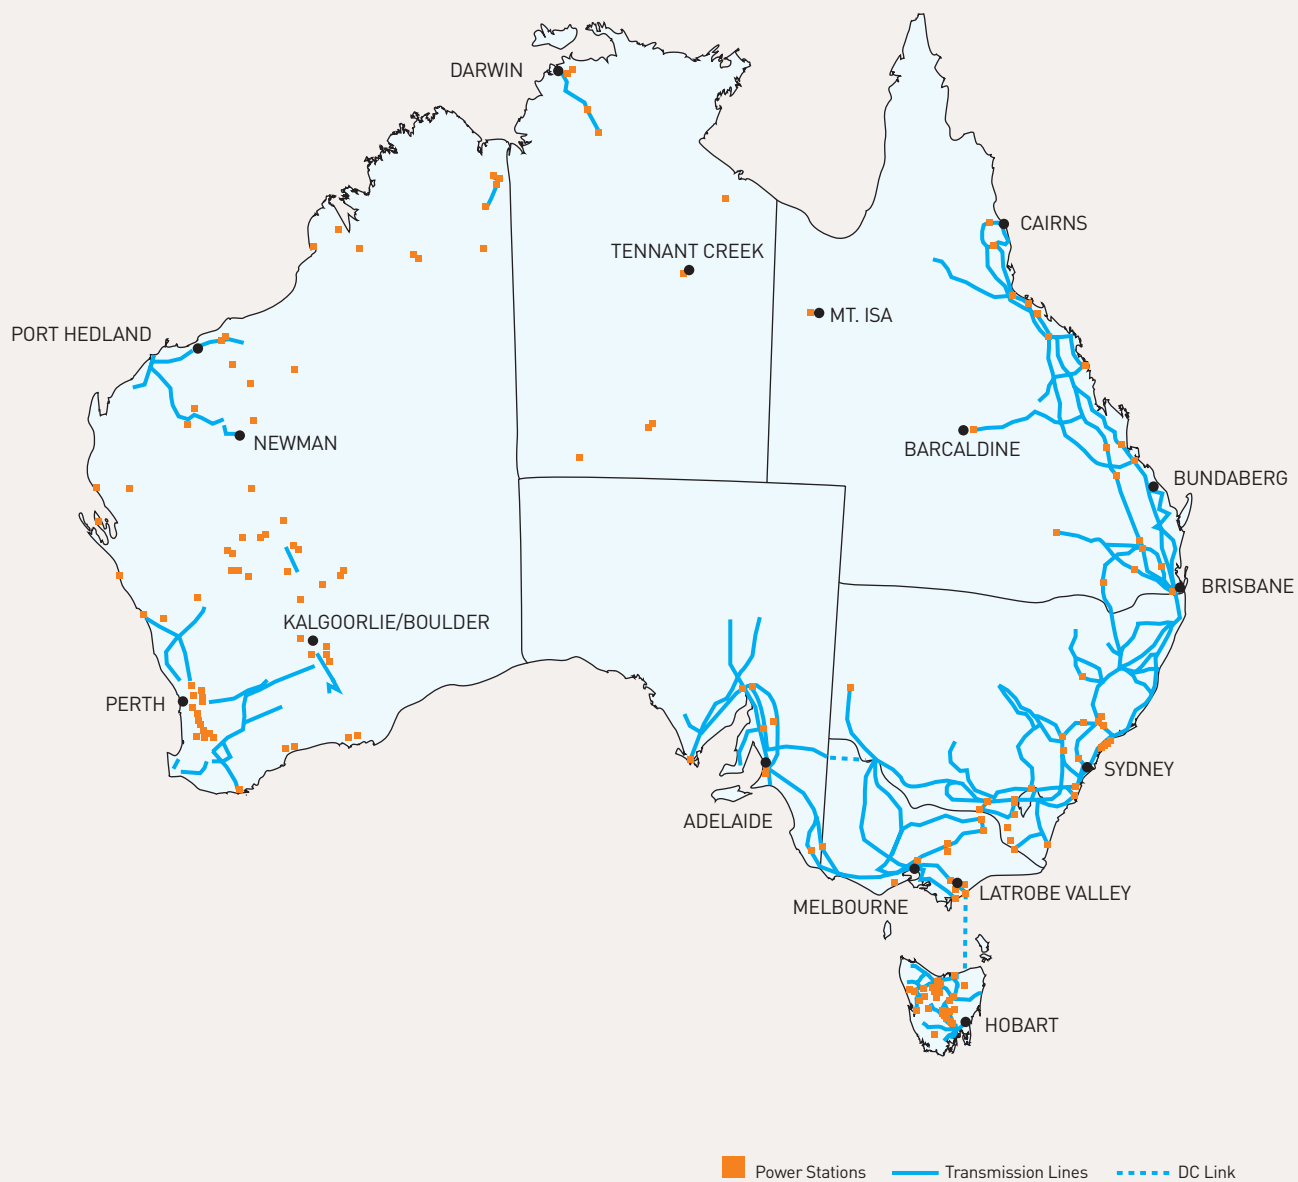 DARWIN
CAIRNS
TENNANT CREEK
MT. ISA
PORT HEDLAND
NEWMAN
BARCALDINE
BUNDABERG
BRISBANE
KALGOORLIE/BOULDER
PERTH
SYDNEY
ADELAIDE
LATROBE VALLEY
MELBOURNE
HOBART
Power Stations
Transmission Lines
DC Link